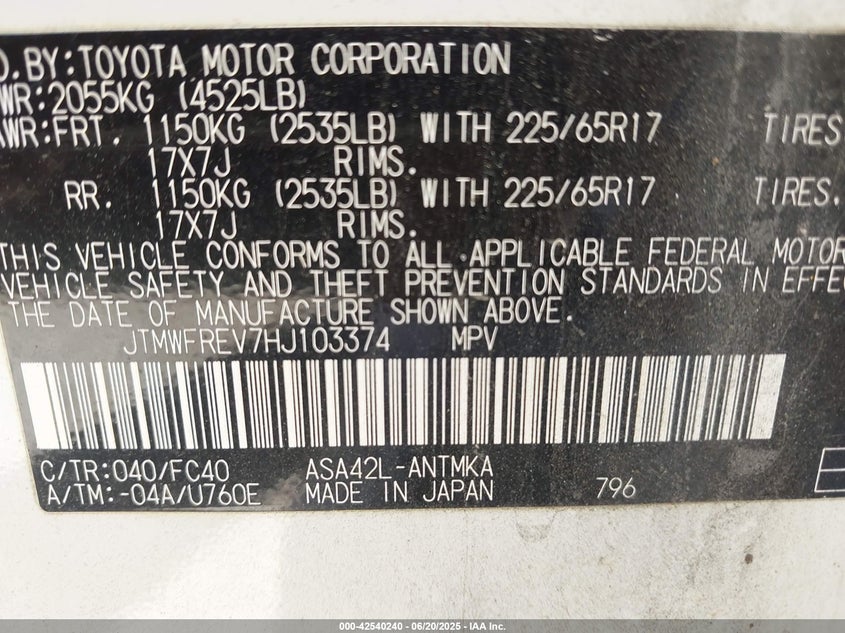 D. BY:TOYOTA MOTOR CORPORATION
WR:2055KG (4525LB)
AWR:FRT. 1150KG (2535LB) WITH 225/65R17 TIRES
17X7J RIMS.
RR. 1150KG (2535LB) WITH 225/65R17 TIRES.
17X7J RIMS.
THIS VEHICLE CONFORMS TO ALL APPLICABLE FEDERAL MOTOR
VEHICLE SAFETY AND THEFT PREVENTION STANDARDS IN EFFE
THE DATE OF MANUFACTURE SHOWN ABOVE.
JTMWFREV7HJ103374 MPV
C/TR:040/FC40 ASA42L-ANTMKA
A/TM:-04A/U760E MADE IN JAPAN 796
000-42540240 - 06/20/2025 - IAA Inc.